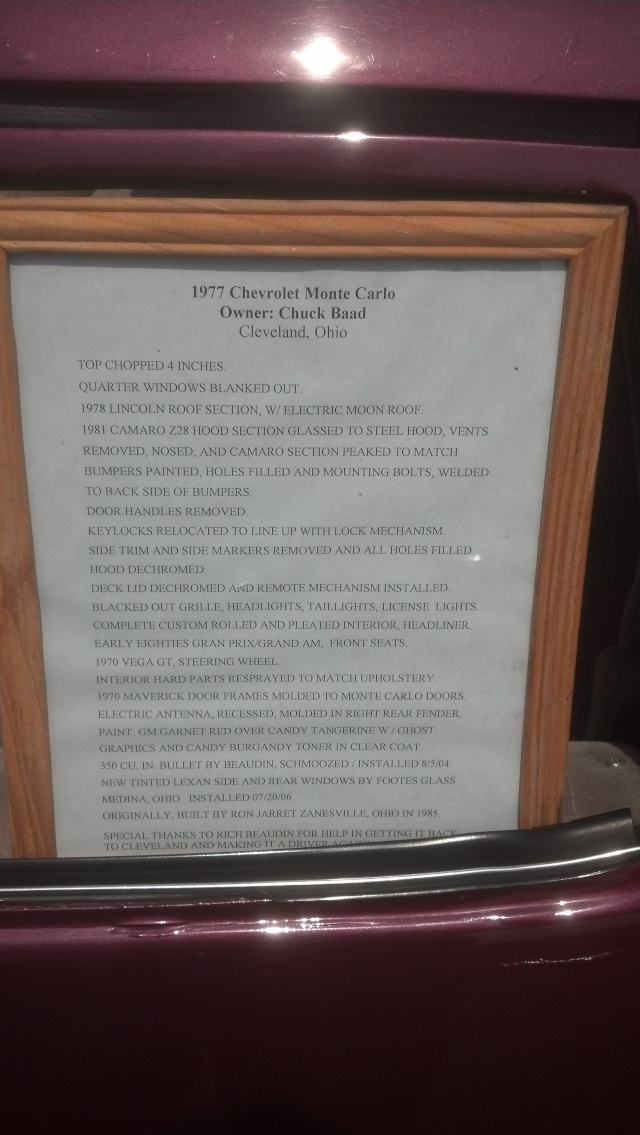 1977 Chevrolet Monte Carlo
Owner: Chuck Baad
Cleveland, Ohio
TOP CHOPPED 4 INCHES.
QUARTER WINDOWS BLANKED OUT.
1978 LINCOLN ROOF SECTION, W/ ELECTRIC MOON ROOF.
1981 CAMARO Z28 HOOD SECTION GLASSED TO STEEL HOOD, VENTS
REMOVED, NOSED, AND CAMARO SECTION PEAKED TO MATCH
BUMPERS PAINTED, HOLES FILLED AND MOUNTING BOLTS, WELDED
TO BACK SIDE OF BUMPERS.
DOOR HANDLES REMOVED.
KEYLOCKS RELOCATED TO LINE UP WITH LOCK MECHANISM.
SIDE TRIM AND SIDE MARKERS REMOVED AND ALL HOLES FILLED.
HOOD DECHROMED.
DECK LID DECHROMED AND REMOTE MECHANISM INSTALLED.
BLACKED OUT GRILLE, HEADLIGHTS, TAILLIGHTS, LICENSE LIGHTS.
COMPLETE CUSTOM ROLLED AND PLEATED INTERIOR, HEADLINER.
EARLY EIGHTIES GRAN PRIX/GRAND AM, FRONT SEATS.
1970 VEGA GT, STEERING WHEEL.
INTERIOR HARD PARTS RESPRAYED TO MATCH UPHOLSTERY.
1970 MAVERICK DOOR FRAMES MOLDED TO MONTE CARLO DOORS.
ELECTRIC ANTENNA, RECESSED, MOLDED IN RIGHT REAR FENDER.
PAINT: GM GARNET RED OVER CANDY TANGERINE W / GHOST
GRAPHICS AND CANDY BURGANDY TONER IN CLEAR COAT.
350 CU. IN. BULLET BY BEAUDIN, SCHMOOZED / INSTALLED 8/5/04.
NEW TINTED LEXAN SIDE AND REAR WINDOWS BY FOOTES GLASS
MEDINA, OHIO INSTALLED 07/20/06
ORIGINALLY, BUILT BY RON JARRET ZANESVILLE, OHIO IN 1985.
SPECIAL THANKS TO RICH BEAUDIN FOR HELP IN GETTING IT BACK
TO CLEVELAND AND MAKING IT A DRIVER AGAIN